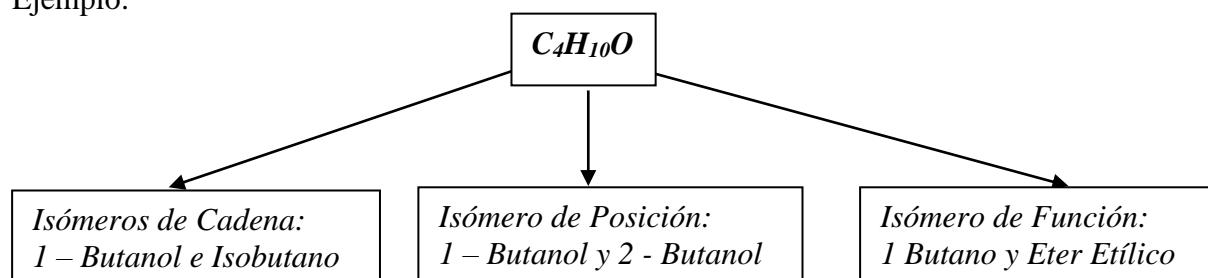 Ejemplo:
C₄H₁₀O
Isómeros de Cadena:
1 – Butanol e Isobutano
Isómero de Posición:
1 – Butanol y 2 - Butanol
Isómero de Función:
1 Butano y Eter Etílico